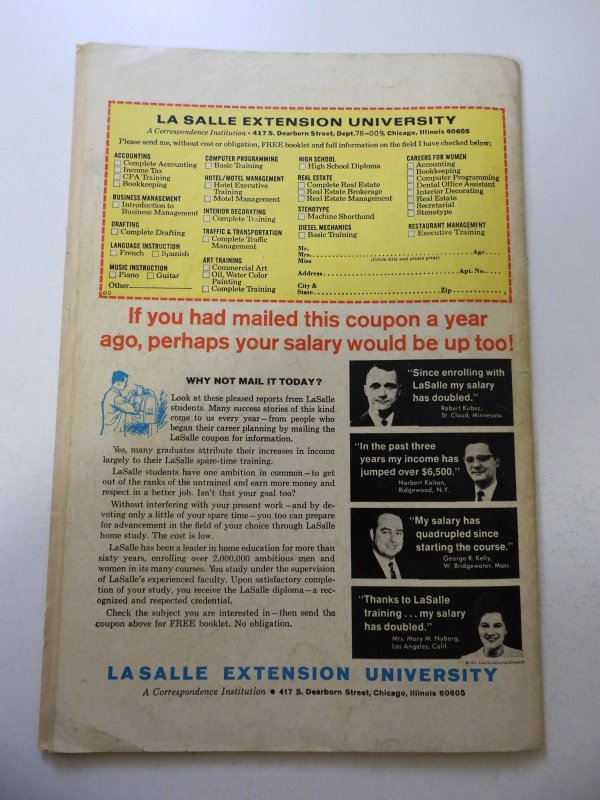 LA SALLE EXTENSION UNIVERSITY
A Correspondence Institution • 417 S. Dearborn Street, Dept. 78-009, Chicago, Illinois 60605
Please send me, without cost or obligation, FREE booklet and full information on the field I have checked below:
ACCOUNTING
Complete Accounting
Income Tax
CPA Training
Bookkeeping
BUSINESS MANAGEMENT
Introduction to
Business Management
DRAFTING
Complete Drafting
LANGUAGE INSTRUCTION
French Spanish
MUSIC INSTRUCTION
Piano Guitar
Other
COMPUTER PROGRAMMING
Basic Training
HOTEL/MOTEL MANAGEMENT
Hotel Executive
Training
Motel Management
INTERIOR DECORATING
Complete Training
TRAFFIC & TRANSPORTATION
Complete Traffic
Management
ART TRAINING
Commercial Art
Oil, Water Color
Painting
Complete Training
HIGH SCHOOL
High School Diploma
REAL ESTATE
Complete Real Estate
Real Estate Brokerage
Real Estate Management
STENOTYPE
Machine Shorthand
DIESEL MECHANICS
Basic Training
CAREERS FOR WOMEN
Accounting
Bookkeeping
Computer Programming
Dental Office Assistant
Interior Decorating
Real Estate
Secretarial
Stenotype
RESTAURANT MANAGEMENT
Executive Training
Mr.
Mrs. Age
Miss (Circle title and please print)
Address Apt. No.
City &
State Zip
010
If you had mailed this coupon a year
ago, perhaps your salary would be up too!
WHY NOT MAIL IT TODAY?
Look at these pleased reports from LaSalle
students. Many success stories of this kind
come to us every year—from people who
began their career planning by mailing the
LaSalle coupon for information.
Yes, many graduates attribute their increases in income
largely to their LaSalle spare-time training.
LaSalle students have one ambition in common—to get
out of the ranks of the untrained and earn more money and
respect in a better job. Isn't that your goal too?
Without interfering with your present work—and by de-
voting only a little of your spare time—you too can prepare
for advancement in the field of your choice through LaSalle
home study. The cost is low.
LaSalle has been a leader in home education for more than
sixty years, enrolling over 2,000,000 ambitious men and
women in its many courses. You study under the supervision
of LaSalle's experienced faculty. Upon satisfactory comple-
tion of your study, you receive the LaSalle diploma—a rec-
ognized and respected credential.
Check the subject you are interested in—then send the
coupon above for FREE booklet. No obligation.
"Since enrolling with
LaSalle my salary
has doubled."
Robert Kubec,
St. Cloud, Minnesota
"In the past three
years my income has
jumped over $6,500."
Norbert Kaitan,
Ridgewood, N.Y.
"My salary has
quadrupled since
starting the course."
George R. Kelly,
W. Bridgewater, Mass.
"Thanks to LaSalle
training...my salary
has doubled."
Mrs. Mary M. Nyberg,
Los Angeles, Calif.
LA SALLE EXTENSION UNIVERSITY
A Correspondence Institution • 417 S. Dearborn Street, Chicago, Illinois 60605